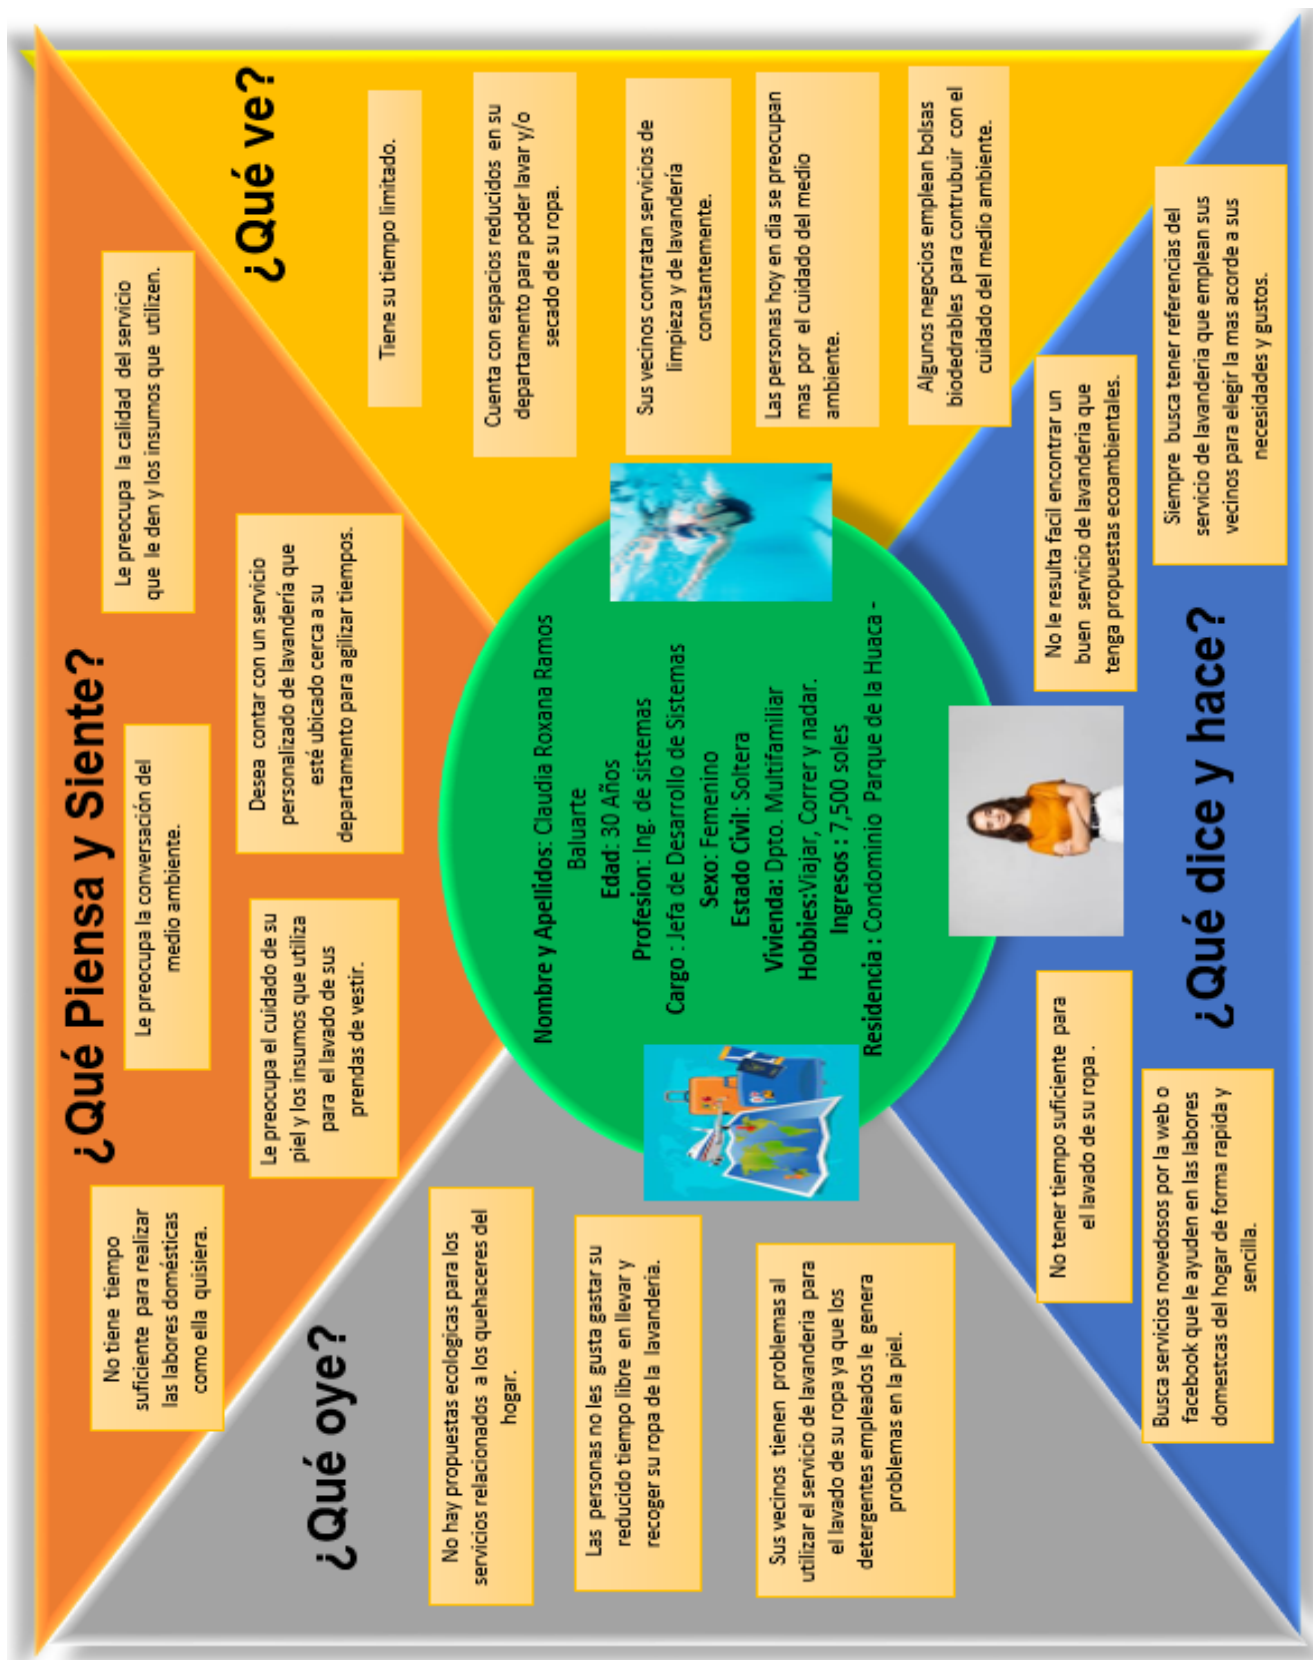 ¿Qué Piensa y Siente?
No tiene tiempo
suficiente para realizar
las labores domésticas
como ella quisiera.
Le preocupa la conversación del
medio ambiente.
Le preocupa la calidad del servicio
que le den y los insumos que utilizen.
Le preocupa el cuidado de su
piel y los insumos que utiliza
para el lavado de sus
prendas de vestir.
Desea contar con un servicio
personalizado de lavandería que
esté ubicado cerca a su
departamento para agilizar tiempos.
¿Qué oye?
No hay propuestas ecologicas para los
servicios relacionados a los quehaceres del
hogar.
Las personas no les gusta gastar su
reducido tiempo libre en llevar y
recoger su ropa de la lavanderia.
Sus vecinos tienen problemas al
utilizar el servicio de lavanderia para
el lavado de su ropa ya que los
detergentes empleados le genera
problemas en la piel.
Nombre y Apellidos: Claudia Roxana Ramos
Baluarte
Edad: 30 Años
Profesion: Ing. de sistemas
Cargo : Jefa de Desarrollo de Sistemas
Sexo: Femenino
Estado Civil: Soltera
Vivienda: Dpto. Multifamiliar
Hobbies:Viajar, Correr y nadar.
Ingresos : 7,500 soles
Residencia : Condominio Parque de la Huaca -
¿Qué ve?
Tiene su tiempo limitado.
Cuenta con espacios reducidos en su
departamento para poder lavar y/o
secado de su ropa.
Sus vecinos contratan servicios de
limpieza y de lavandería
constantemente.
Las personas hoy en día se preocupan
mas por el cuidado del medio
ambiente.
Algunos negocios emplean bolsas
biodedrables para contrubuir con el
cuidado del medio ambiente.
¿Qué dice y hace?
No tener tiempo suficiente para
el lavado de su ropa .
Busca servicios novedosos por la web o
facebook que le ayuden en las labores
domestcas del hogar de forma rapida y
sencilla.
No le resulta facil encontrar un
buen servicio de lavanderia que
tenga propuestas ecoambientales.
Siempre busca tener referencias del
servicio de lavanderia que emplean sus
vecinos para elegir la mas acorde a sus
necesidades y gustos.